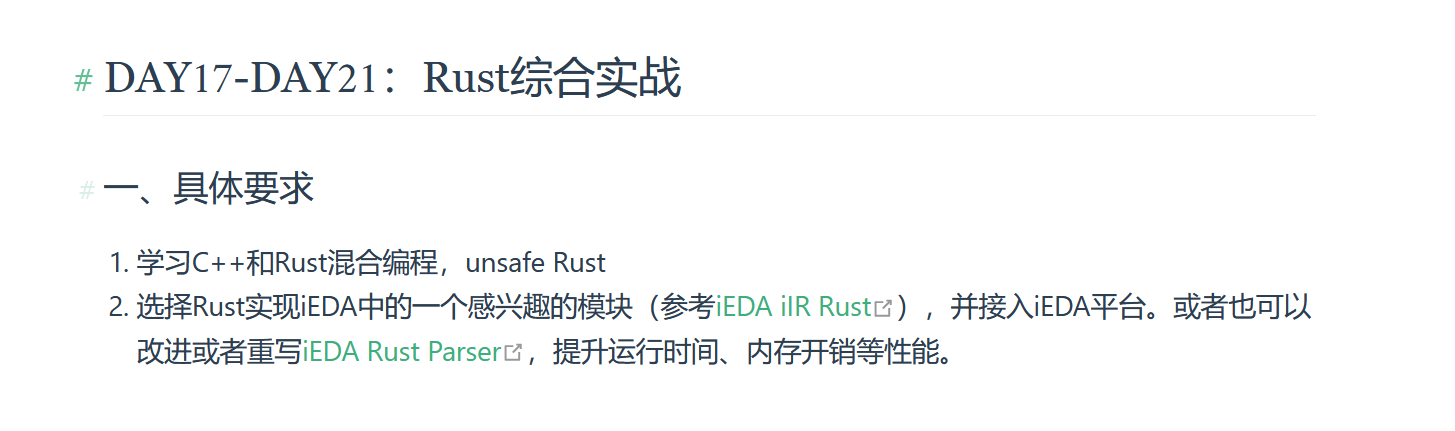 # DAY17-DAY21：Rust综合实战
# 一、具体要求
1. 学习C++和Rust混合编程，unsafe Rust
2. 选择Rust实现iEDA中的一个感兴趣的模块（参考iEDA iIR Rust），并接入iEDA平台。或者也可以
改进或者重写iEDA Rust Parser，提升运行时间、内存开销等性能。